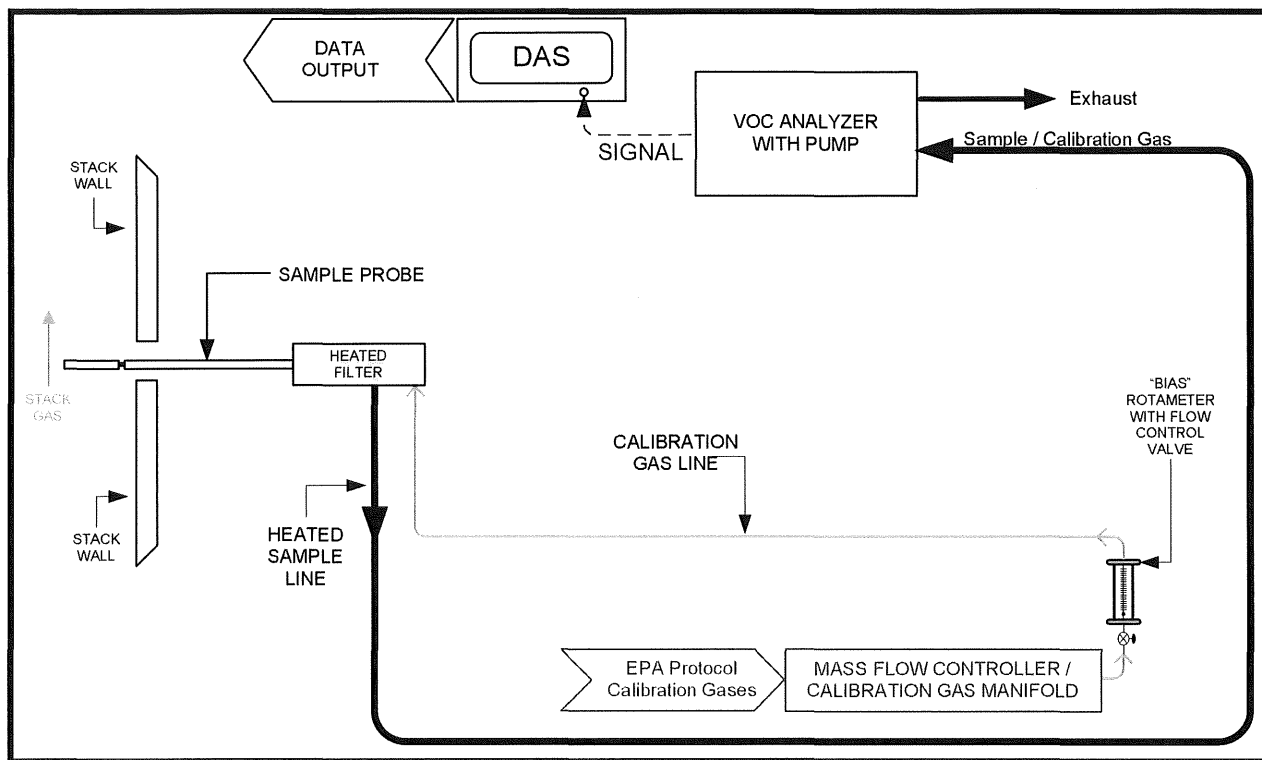 DATA
OUTPUT
DAS
VOC ANALYZER
WITH PUMP
Exhaust
Sample / Calibration Gas
SIGNAL
STACK
WALL
SAMPLE PROBE
HEATED
FILTER
STACK
GAS
"BIAS"
ROTAMETER
WITH FLOW
CONTROL
VALVE
CALIBRATION
GAS LINE
STACK
WALL
HEATED
SAMPLE
LINE
EPA Protocol
Calibration Gases
MASS FLOW CONTROLLER /
CALIBRATION GAS MANIFOLD